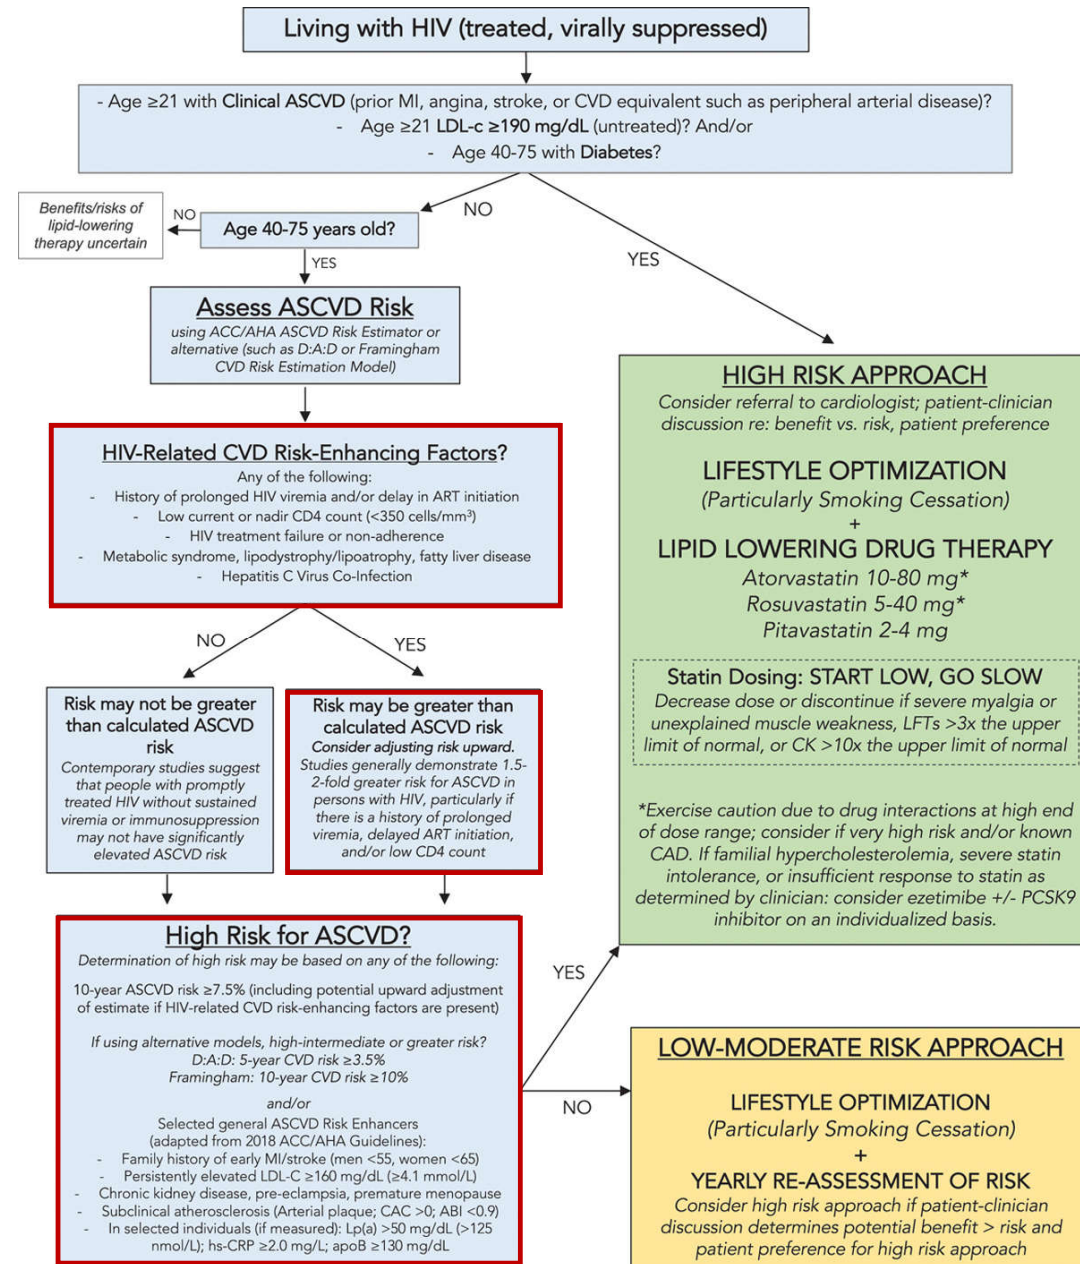 Living with HIV (treated, virally suppressed)
- Age ≥21 with Clinical ASCVD (prior MI, angina, stroke, or CVD equivalent such as peripheral arterial disease)?
- Age ≥21 LDL-c ≥190 mg/dL (untreated)? And/or
- Age 40-75 with Diabetes?
NO
YES
Age 40-75 years old?
NO
Benefits/risks of
lipid-lowering
therapy uncertain
YES
Assess ASCVD Risk
using ACC/AHA ASCVD Risk Estimator or
alternative (such as D:A:D or Framingham
CVD Risk Estimation Model)
HIV-Related CVD Risk-Enhancing Factors?
Any of the following:
- History of prolonged HIV viremia and/or delay in ART initiation
- Low current or nadir CD4 count (<350 cells/mm³)
- HIV treatment failure or non-adherence
- Metabolic syndrome, lipodystrophy/lipoatrophy, fatty liver disease
- Hepatitis C Virus Co-Infection
NO
YES
Risk may not be greater
than calculated ASCVD
risk
Contemporary studies suggest
that people with promptly
treated HIV without sustained
viremia or immunosuppression
may not have significantly
elevated ASCVD risk
Risk may be greater than
calculated ASCVD risk
Consider adjusting risk upward.
Studies generally demonstrate 1.5-
2-fold greater risk for ASCVD in
persons with HIV, particularly if
there is a history of prolonged
viremia, delayed ART initiation,
and/or low CD4 count
High Risk for ASCVD?
Determination of high risk may be based on any of the following:
10-year ASCVD risk ≥7.5% (including potential upward adjustment
of estimate if HIV-related CVD risk-enhancing factors are present)
If using alternative models, high-intermediate or greater risk?
D:A:D: 5-year CVD risk ≥3.5%
Framingham: 10-year CVD risk ≥10%
and/or
Selected general ASCVD Risk Enhancers
(adapted from 2018 ACC/AHA Guidelines):
- Family history of early MI/stroke (men <55, women <65)
- Persistently elevated LDL-C ≥160 mg/dL (≥4.1 mmol/L)
- Chronic kidney disease, pre-eclampsia, premature menopause
- Subclinical atherosclerosis (Arterial plaque; CAC >0; ABI <0.9)
- In selected individuals (if measured): Lp(a) >50 mg/dL (>125
nmol/L); hs-CRP ≥2.0 mg/L; apoB ≥130 mg/dL
YES
NO
HIGH RISK APPROACH
Consider referral to cardiologist; patient-clinician
discussion re: benefit vs. risk, patient preference
LIFESTYLE OPTIMIZATION
(Particularly Smoking Cessation)
+
LIPID LOWERING DRUG THERAPY
Atorvastatin 10-80 mg*
Rosuvastatin 5-40 mg*
Pitavastatin 2-4 mg
Statin Dosing: START LOW, GO SLOW
Decrease dose or discontinue if severe myalgia or
unexplained muscle weakness, LFTs >3x the upper
limit of normal, or CK >10x the upper limit of normal
*Exercise caution due to drug interactions at high end
of dose range; consider if very high risk and/or known
CAD. If familial hypercholesterolemia, severe statin
intolerance, or insufficient response to statin as
determined by clinician: consider ezetimibe +/- PCSK9
inhibitor on an individualized basis.
LOW-MODERATE RISK APPROACH
LIFESTYLE OPTIMIZATION
(Particularly Smoking Cessation)
+
YEARLY RE-ASSESSMENT OF RISK
Consider high risk approach if patient-clinician
discussion determines potential benefit > risk and
patient preference for high risk approach